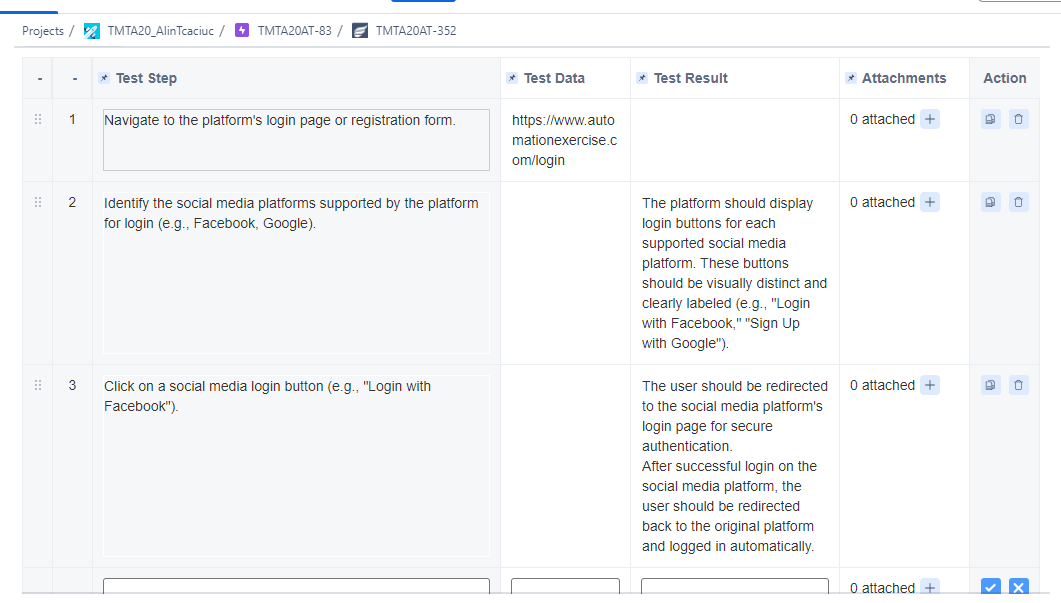 Projects / TMTA20_AlinTcaciuc / TMTA20AT-83 / TMTA20AT-352
- - Test Step Test Data Test Result Attachments Action
1 Navigate to the platform's login page or registration form.
https://www.auto
mationexercise.c
om/login
0 attached +
2 Identify the social media platforms supported by the platform
for login (e.g., Facebook, Google).
The platform should display
login buttons for each
supported social media
platform. These buttons
should be visually distinct and
clearly labeled (e.g., "Login
with Facebook," "Sign Up
with Google").
0 attached +
3 Click on a social media login button (e.g., "Login with
Facebook").
The user should be redirected
to the social media platform's
login page for secure
authentication.
After successful login on the
social media platform, the
user should be redirected
back to the original platform
and logged in automatically.
0 attached +
0 attached +